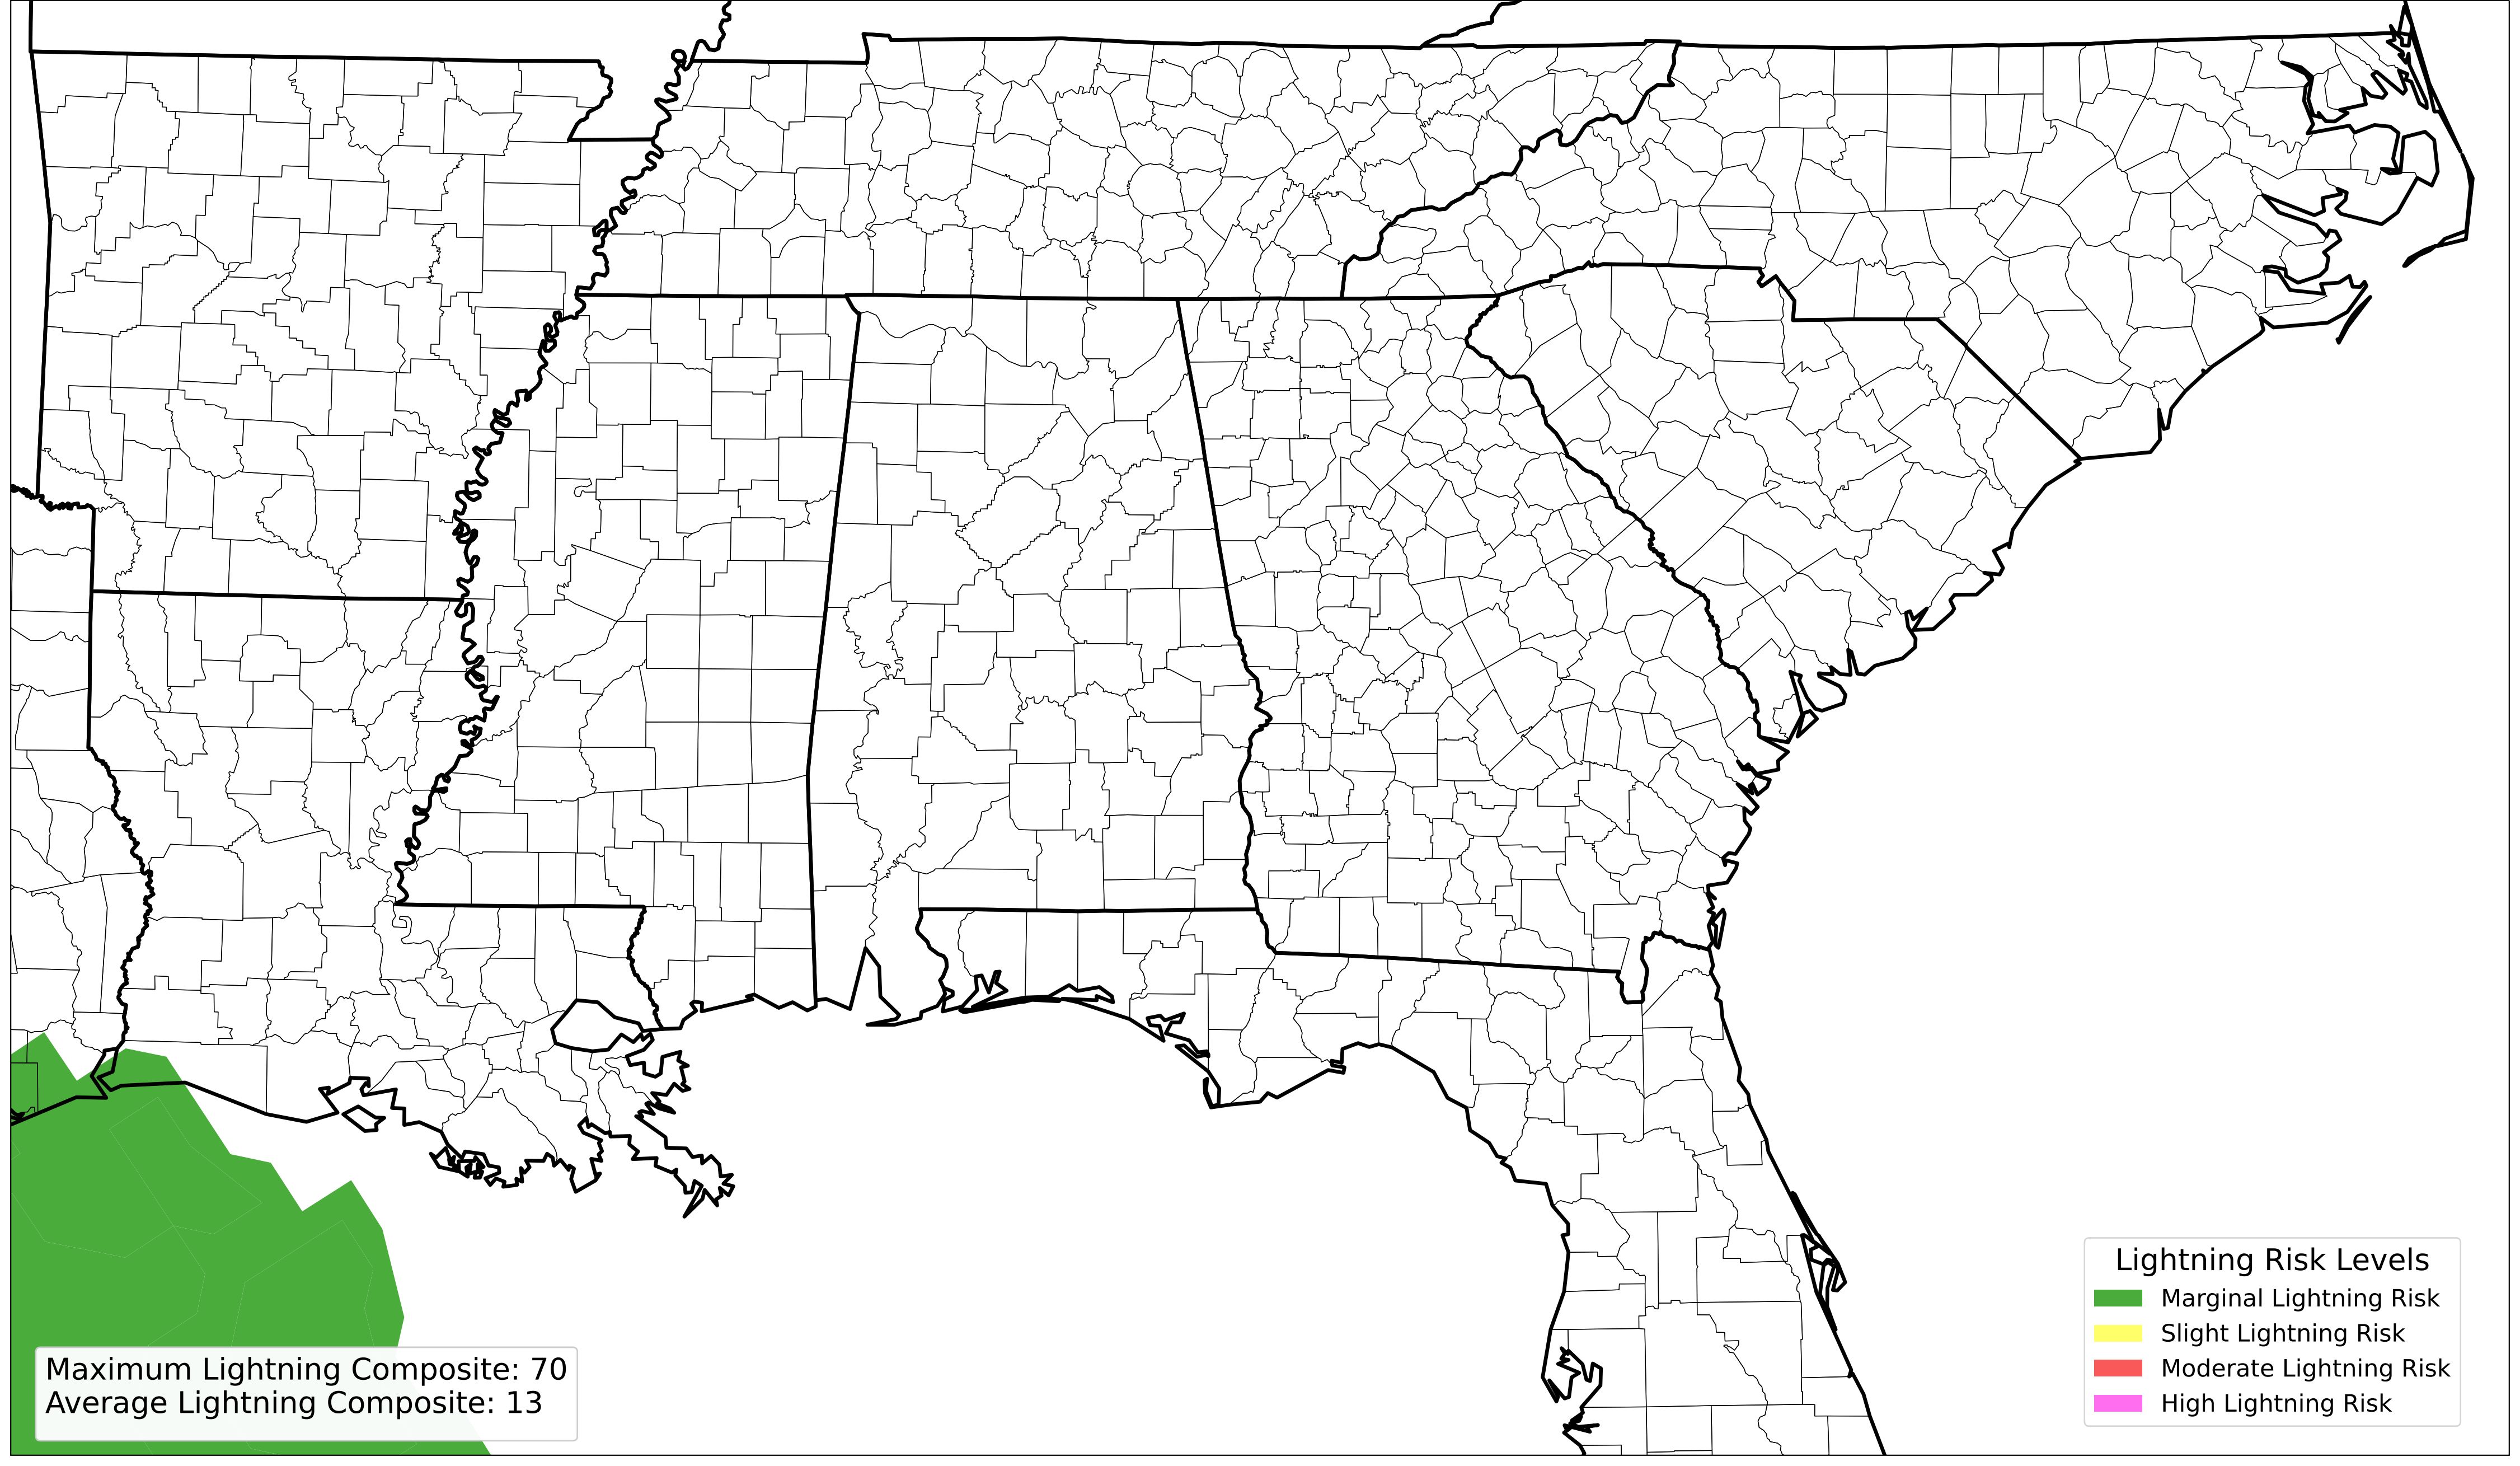 Maximum Lightning Composite: 70
Average Lightning Composite: 13
Lightning Risk Levels
Marginal Lightning Risk
Slight Lightning Risk
Moderate Lightning Risk
High Lightning Risk